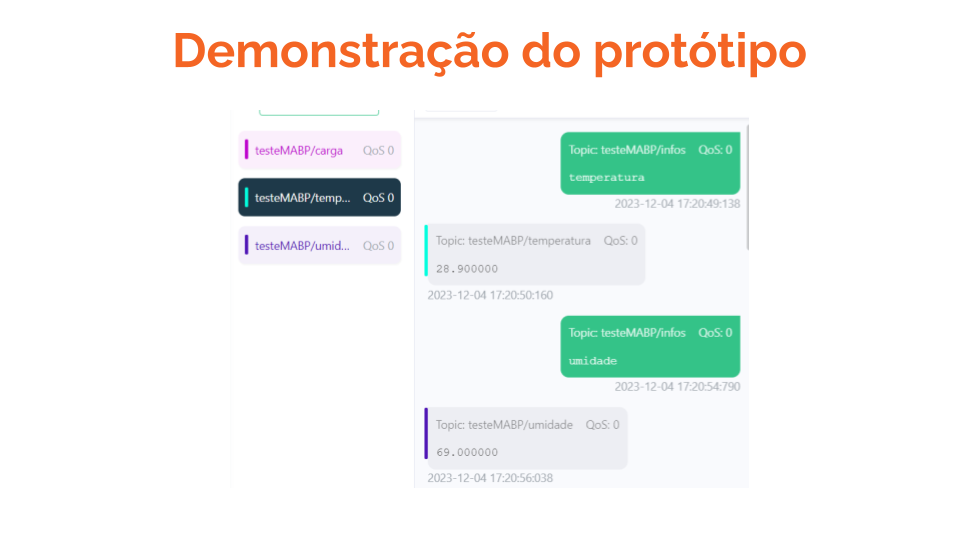 Demonstração do protótipo
testeMABP/carga QoS 0
testeMABP/temp... QoS 0
testeMABP/umid... QoS 0
Topic: testeMABP/infos QoS: 0
temperatura
2023-12-04 17:20:49:138
Topic: testeMABP/temperatura QoS: 0
28.900000
2023-12-04 17:20:50:160
Topic: testeMABP/infos QoS: 0
umidade
2023-12-04 17:20:54:790
Topic: testeMABP/umidade QoS: 0
69.000000
2023-12-04 17:20:56:038